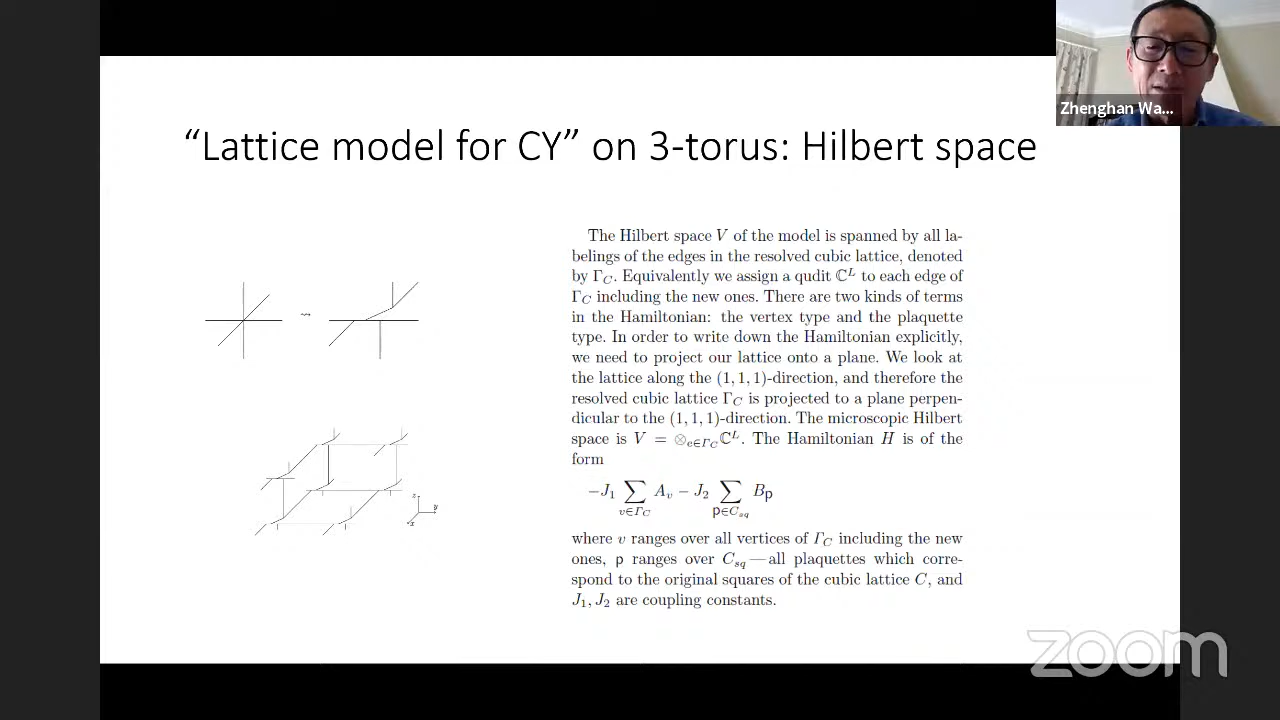 Zhenghan Wa...
“Lattice model for CY” on 3-torus: Hilbert space
The Hilbert space V of the model is spanned by all la-
belings of the edges in the resolved cubic lattice, denoted
by Γ_C. Equivalently we assign a qudit ℂ^L to each edge of
Γ_C including the new ones. There are two kinds of terms
in the Hamiltonian: the vertex type and the plaquette
type. In order to write down the Hamiltonian explicitly,
we need to project our lattice onto a plane. We look at
the lattice along the (1, 1, 1)-direction, and therefore the
resolved cubic lattice Γ_C is projected to a plane perpen-
dicular to the (1, 1, 1)-direction. The microscopic Hilbert
space is V = ⊗_{e∈Γ_C} ℂ^L. The Hamiltonian H is of the
form
−J_1 ∑_{v∈Γ_C} A_v − J_2 ∑_{p∈C_{sq}} B_p
where v ranges over all vertices of Γ_C including the new
ones, p ranges over C_{sq}—all plaquettes which corre-
spond to the original squares of the cubic lattice C, and
J_1, J_2 are coupling constants.
z
y
x
zoom